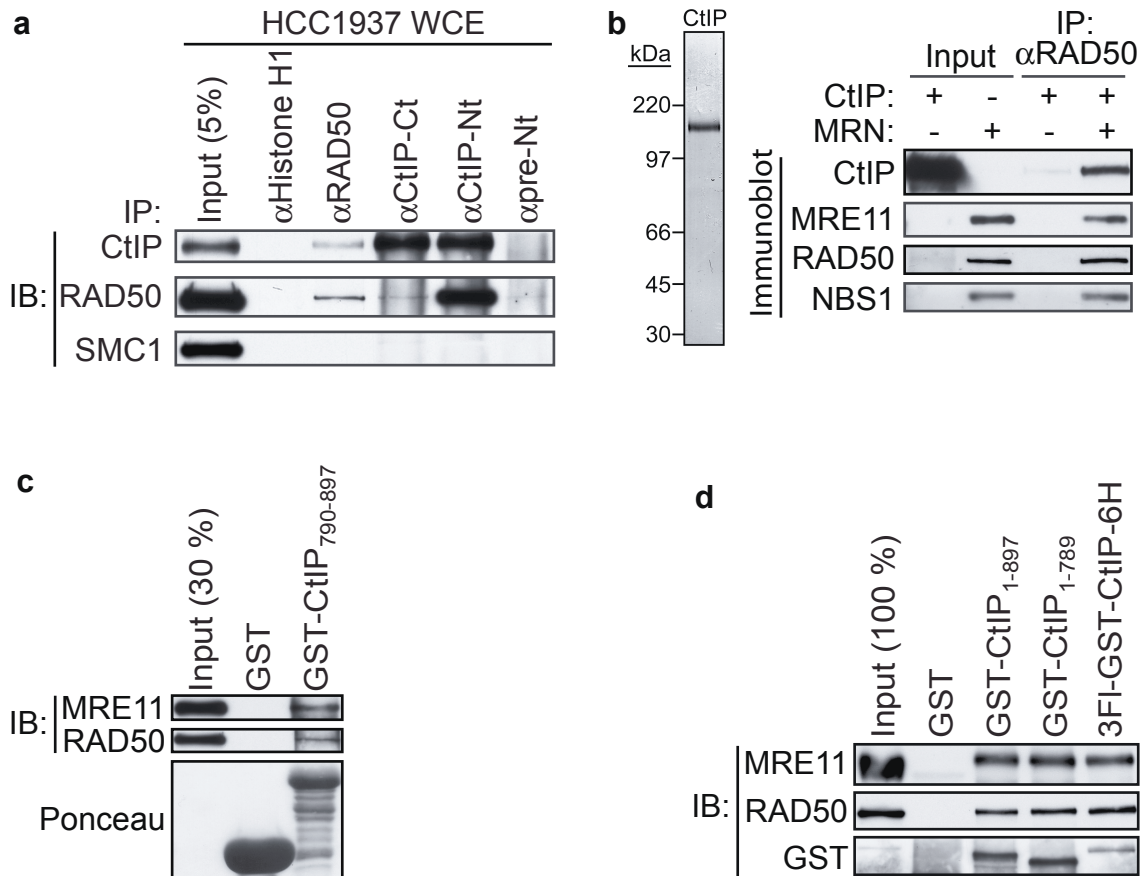 a
HCC1937 WCE
IP:
Input (5%)
αHistone H1
αRAD50
αCtIP-Ct
αCtIP-Nt
αpre-Nt
IB:
CtIP
RAD50
SMC1
b
CtIP
kDa
220
97
66
45
30
Input
IP:
αRAD50
CtIP: + - + +
MRN: - + - +
Immunoblot
CtIP
MRE11
RAD50
NBS1
c
Input (30 %)
GST
GST-CtIP790-897
IB:
MRE11
RAD50
Ponceau
d
Input (100 %)
GST
GST-CtIP1-897
GST-CtIP1-789
3Fl-GST-CtIP-6H
IB:
MRE11
RAD50
GST